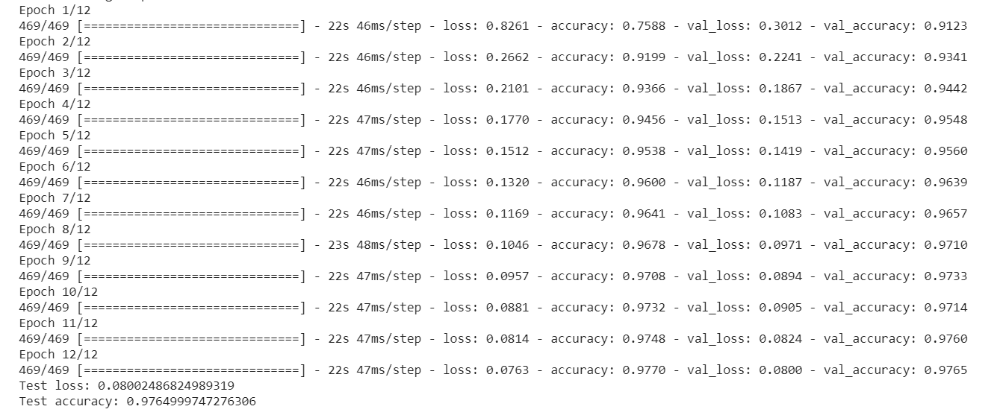 Epoch 1/12
469/469 [==============================] - 22s 46ms/step - loss: 0.8261 - accuracy: 0.7588 - val_loss: 0.3012 - val_accuracy: 0.9123
Epoch 2/12
469/469 [==============================] - 22s 46ms/step - loss: 0.2662 - accuracy: 0.9199 - val_loss: 0.2241 - val_accuracy: 0.9341
Epoch 3/12
469/469 [==============================] - 22s 46ms/step - loss: 0.2101 - accuracy: 0.9366 - val_loss: 0.1867 - val_accuracy: 0.9442
Epoch 4/12
469/469 [==============================] - 22s 47ms/step - loss: 0.1770 - accuracy: 0.9456 - val_loss: 0.1513 - val_accuracy: 0.9548
Epoch 5/12
469/469 [==============================] - 22s 47ms/step - loss: 0.1512 - accuracy: 0.9538 - val_loss: 0.1419 - val_accuracy: 0.9560
Epoch 6/12
469/469 [==============================] - 22s 46ms/step - loss: 0.1320 - accuracy: 0.9600 - val_loss: 0.1187 - val_accuracy: 0.9639
Epoch 7/12
469/469 [==============================] - 22s 46ms/step - loss: 0.1169 - accuracy: 0.9641 - val_loss: 0.1083 - val_accuracy: 0.9657
Epoch 8/12
469/469 [==============================] - 23s 48ms/step - loss: 0.1046 - accuracy: 0.9678 - val_loss: 0.0971 - val_accuracy: 0.9710
Epoch 9/12
469/469 [==============================] - 22s 47ms/step - loss: 0.0957 - accuracy: 0.9708 - val_loss: 0.0894 - val_accuracy: 0.9733
Epoch 10/12
469/469 [==============================] - 22s 47ms/step - loss: 0.0881 - accuracy: 0.9732 - val_loss: 0.0905 - val_accuracy: 0.9714
Epoch 11/12
469/469 [==============================] - 22s 47ms/step - loss: 0.0814 - accuracy: 0.9748 - val_loss: 0.0824 - val_accuracy: 0.9760
Epoch 12/12
469/469 [==============================] - 22s 47ms/step - loss: 0.0763 - accuracy: 0.9770 - val_loss: 0.0800 - val_accuracy: 0.9765
Test loss: 0.08002486824989319
Test accuracy: 0.9764999747276306